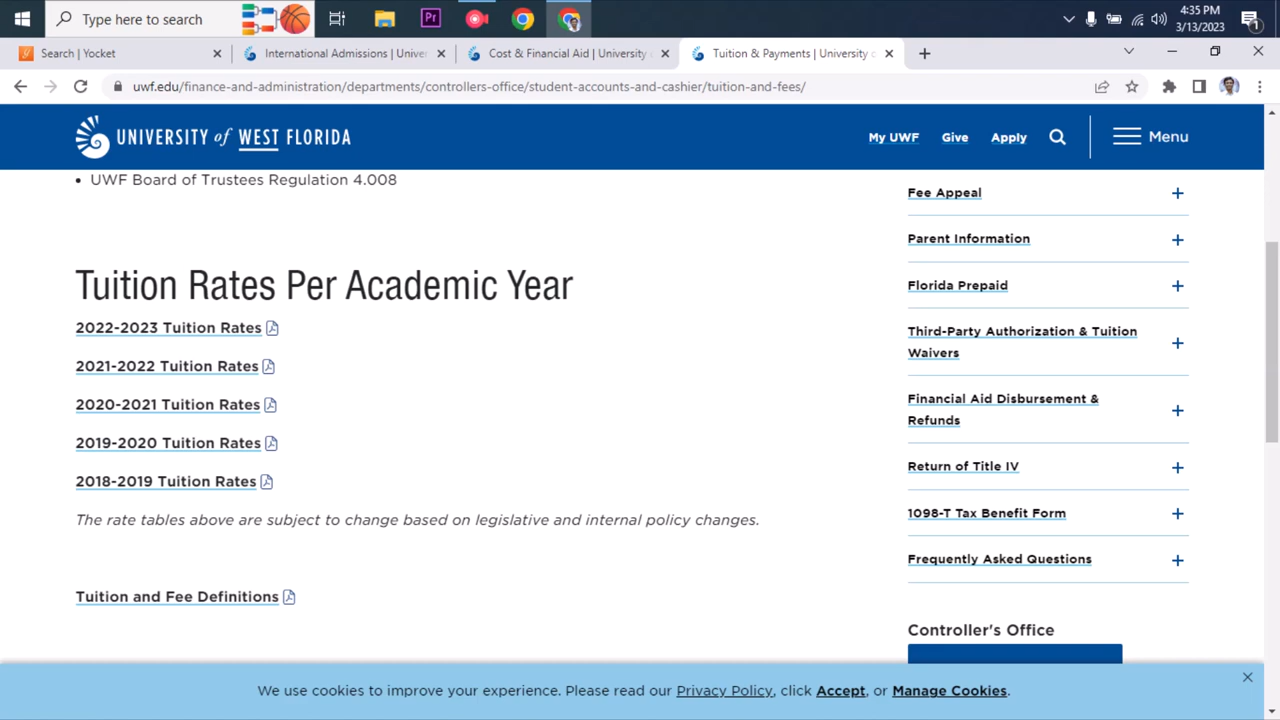 Type here to search
4:35 PM
3/13/2023
Search | Yocket
International Admissions | Unive
Cost & Financial Aid | University
Tuition & Payments | University
uwf.edu/finance-and-administration/departments/controllers-office/student-accounts-and-cashier/tuition-and-fees/
UNIVERSITY of WEST FLORIDA
My UWF
Give
Apply
Menu
• UWF Board of Trustees Regulation 4.008
Tuition Rates Per Academic Year
2022-2023 Tuition Rates
2021-2022 Tuition Rates
2020-2021 Tuition Rates
2019-2020 Tuition Rates
2018-2019 Tuition Rates
The rate tables above are subject to change based on legislative and internal policy changes.
Tuition and Fee Definitions
Fee Appeal
Parent Information
Florida Prepaid
Third-Party Authorization & Tuition
Waivers
Financial Aid Disbursement &
Refunds
Return of Title IV
1098-T Tax Benefit Form
Frequently Asked Questions
Controller's Office
We use cookies to improve your experience. Please read our Privacy Policy, click Accept, or Manage Cookies.